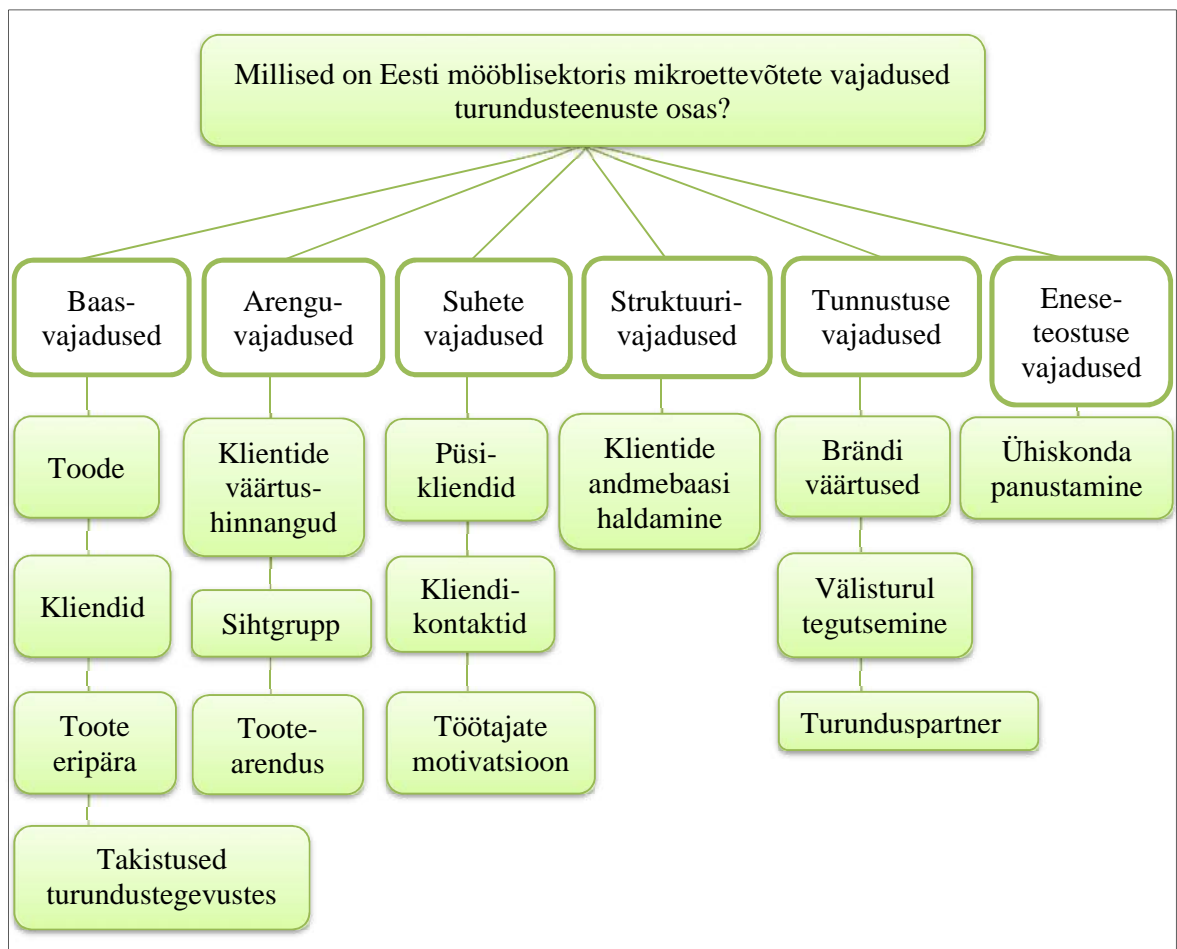 Millised on Eesti mööblisektoris mikroettevõtete vajadused
turundusteenuste osas?
Baas-
vajadused
Arengu-
vajadused
Suhete
vajadused
Struktuuri-
vajadused
Tunnustuse
vajadused
Enese-
teostuse
vajadused
Toode
Klientide
väärtus-
hinnangud
Püsi-
kliendid
Klientide
andmebaasi
haldamine
Brändi
väärtused
Ühiskonda
panustamine
Kliendid
Sihtgrupp
Kliendi-
kontaktid
Välisturul
tegutsemine
Toote
eripära
Toote-
arendus
Töötajate
motivatsioon
Turunduspartner
Takistused
turundustegevustes